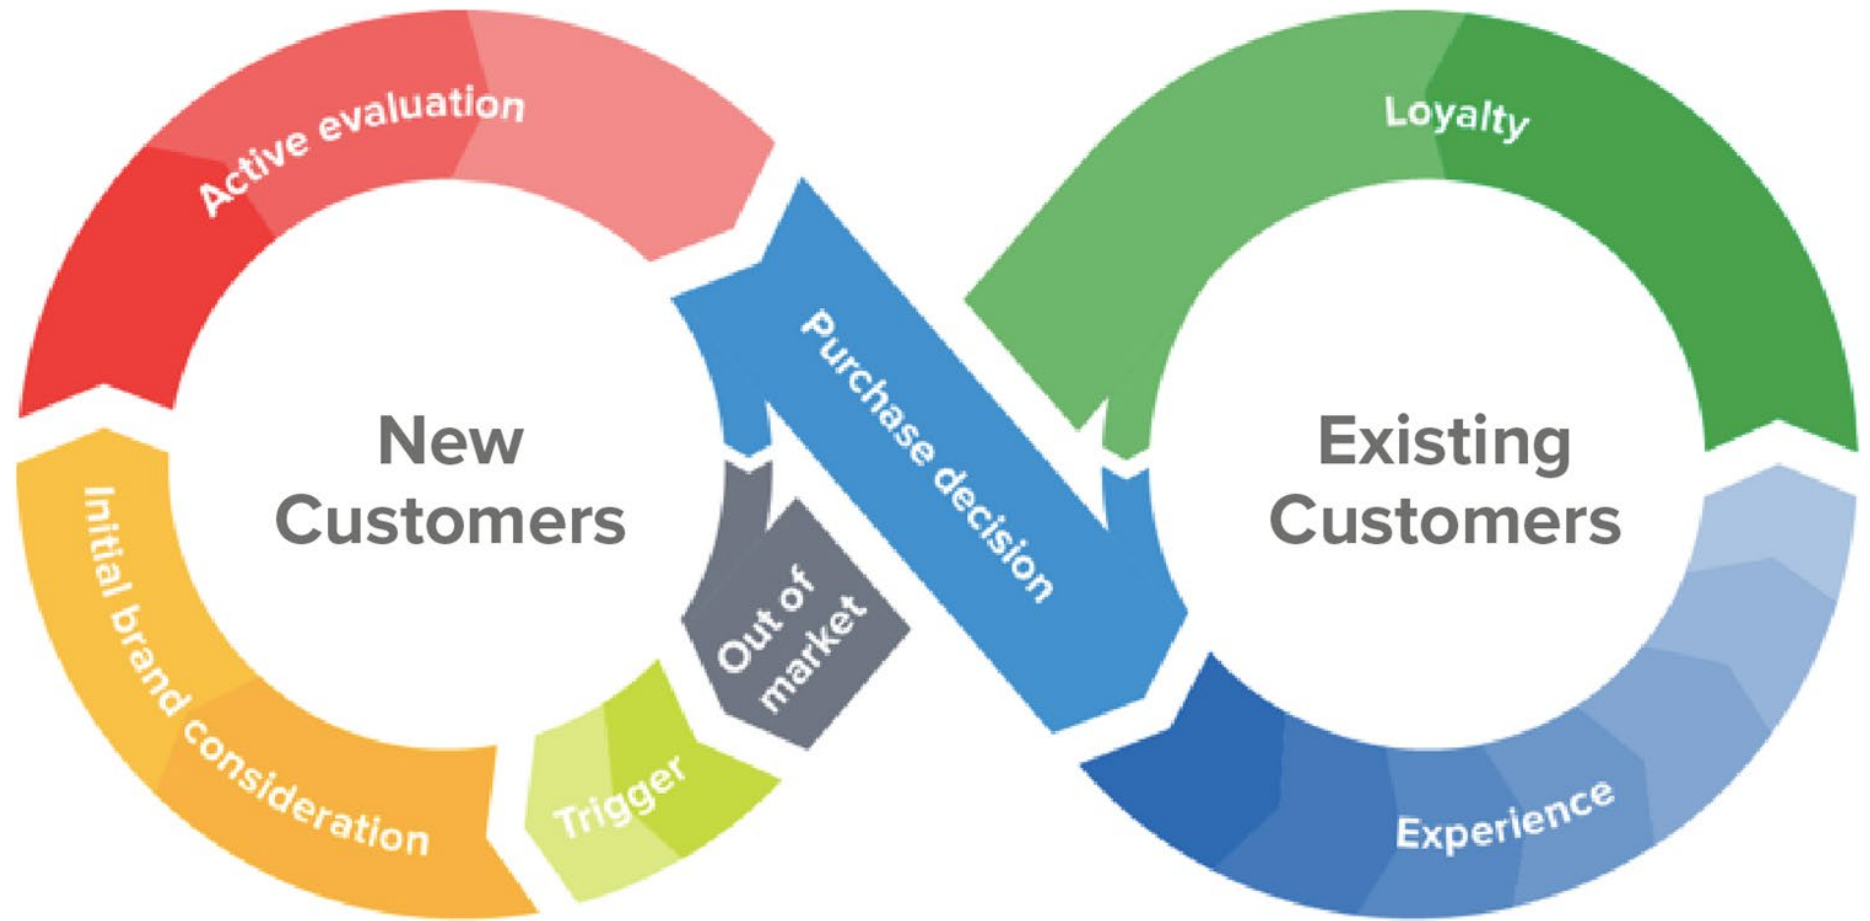 Active evaluation
Loyalty
New
Customers
Purchase decision
Existing
Customers
Initial brand consideration
Out of
market
Trigger
Experience